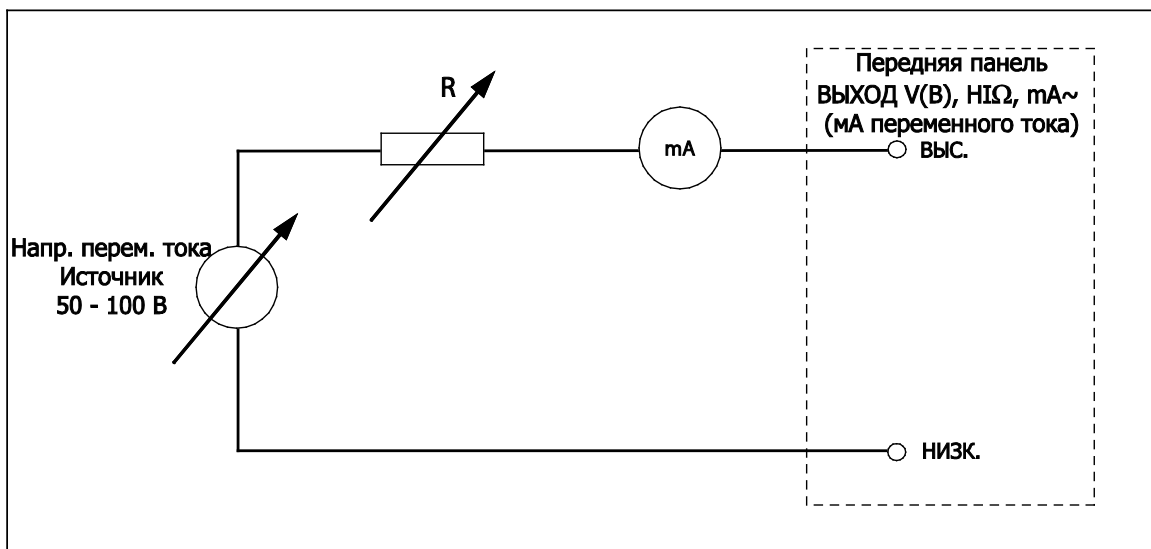 Передняя панель
ВЫХОД V(В), HIΩ, mA~
(мА переменного тока)
R
mA
ВЫС.
Напр. перем. тока
Источник
50 - 100 В
НИЗК.